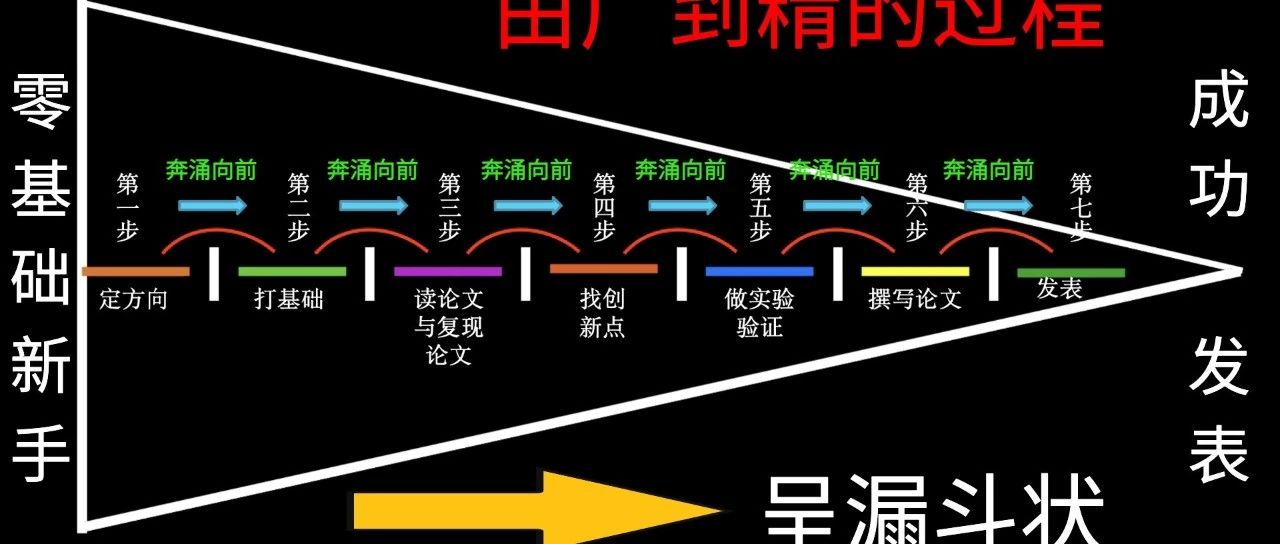 由广到精的过程
零基础新手
成功发表
第一步
奔涌向前
第二步
奔涌向前
第三步
奔涌向前
第四步
奔涌向前
第五步
奔涌向前
第六步
奔涌向前
第七步
定方向
打基础
读论文
与复现
论文
找创
新点
做实验
验证
撰写论文
发表
呈漏斗状